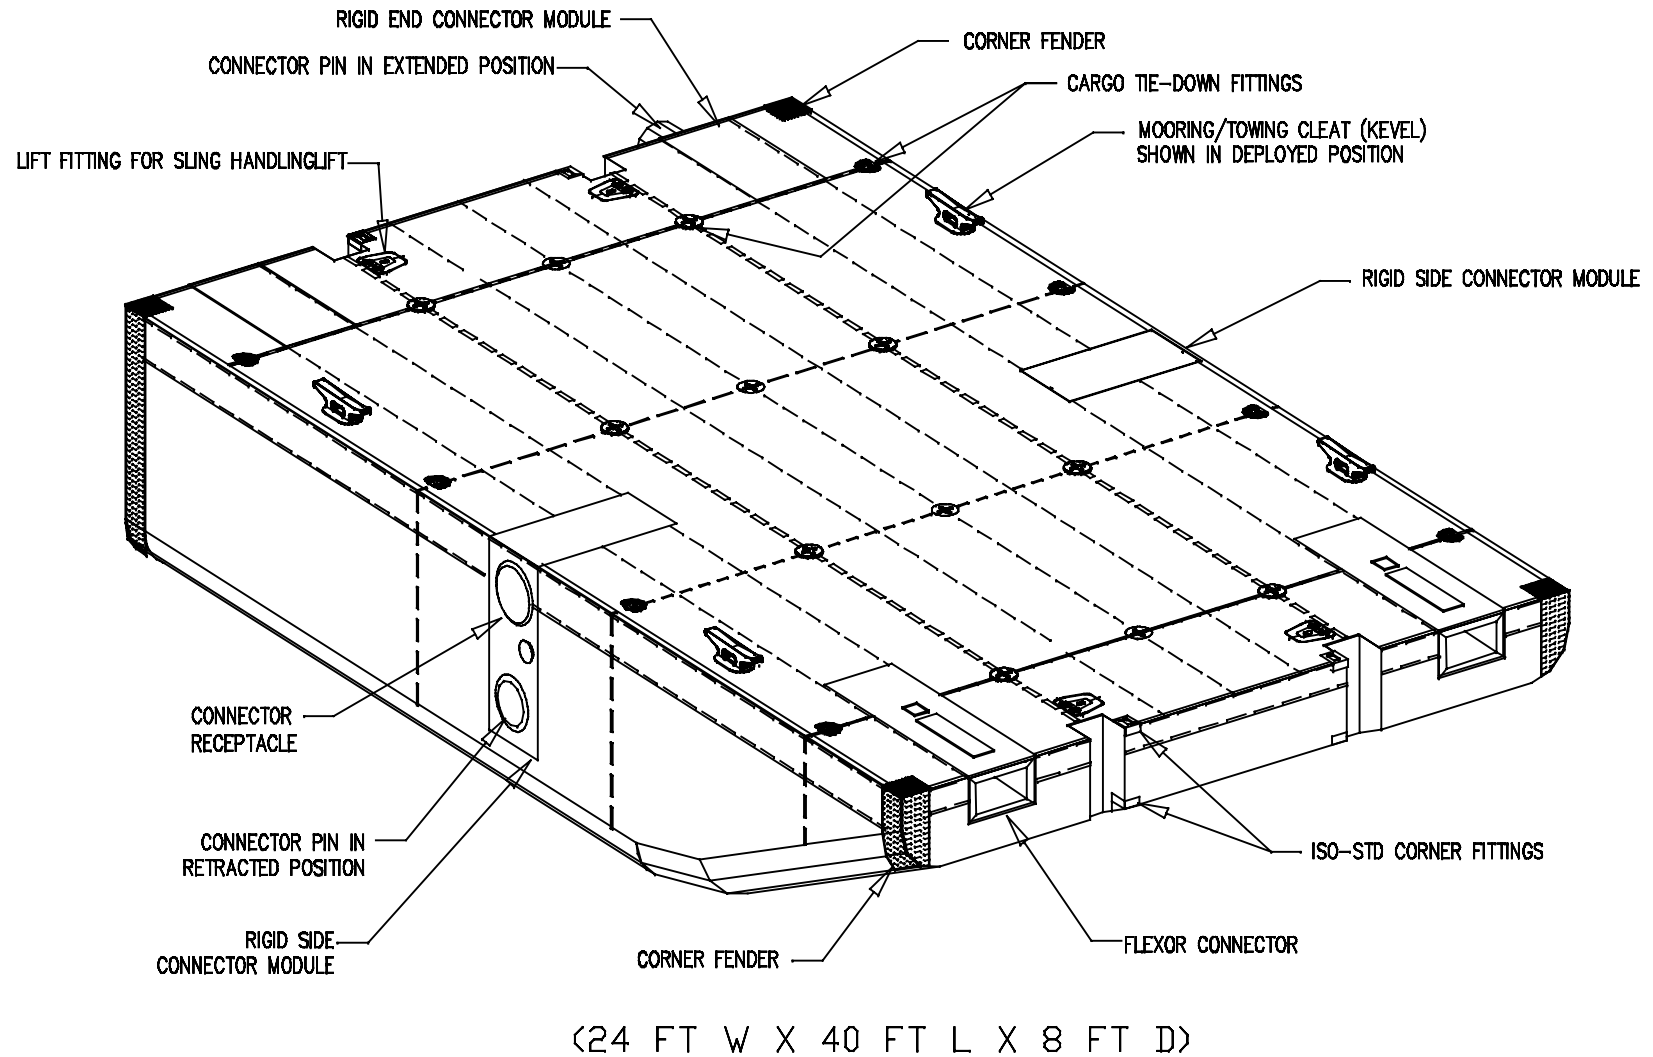 RIGID END CONNECTOR MODULE
CORNER FENDER
CONNECTOR PIN IN EXTENDED POSITION
CARGO TIE-DOWN FITTINGS
MOORING/TOWING CLEAT (KEVEL)
SHOWN IN DEPLOYED POSITION
LIFT FITTING FOR SLING HANDLINGLIFT
RIGID SIDE CONNECTOR MODULE
CONNECTOR
RECEPTACLE
CONNECTOR PIN IN
RETRACTED POSITION
ISO-STD CORNER FITTINGS
RIGID SIDE
CONNECTOR MODULE
CORNER FENDER
FLEXOR CONNECTOR
(24 FT W X 40 FT L X 8 FT D)